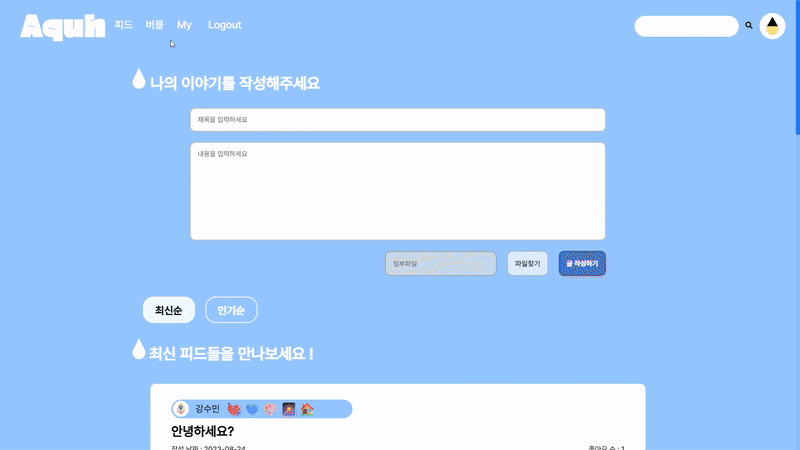 Aquh 피드 버블 My Logout
나의 이야기를 작성해주세요
제목을 입력하세요
내용을 입력하세요
첨부파일 파일찾기 글 작성하기
최신순 인기순
최신 피드들을 만나보세요 !
강수민
안녕하세요?
작성 날짜 : 2023-08-24 좋아요 수 : 1